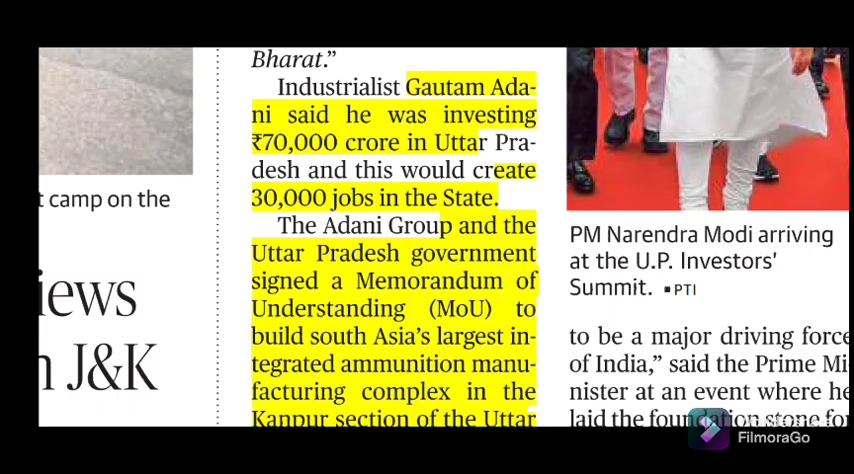 Bharat.”
Industrialist Gautam Ada-
ni said he was investing
₹70,000 crore in Uttar Pra-
desh and this would create
30,000 jobs in the State.
The Adani Group and the
Uttar Pradesh government
signed a Memorandum of
Understanding (MoU) to
build south Asia’s largest in-
tegrated ammunition manu-
facturing complex in the
Kanpur section of the Uttar
t camp on the
iews
n J&K
PM Narendra Modi arriving
at the U.P. Investors’
Summit. ▪PTI
to be a major driving force
of India,” said the Prime Mi-
nister at an event where he
laid the foundation stone for
FilmoraGo